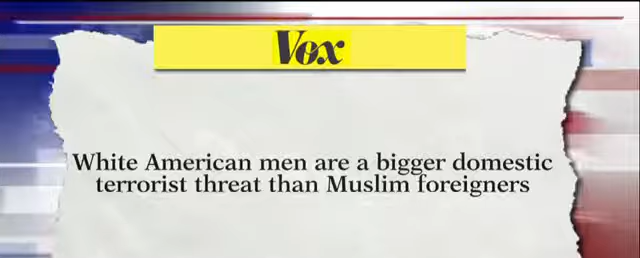 Vox
White American men are a bigger domestic
terrorist threat than Muslim foreigners